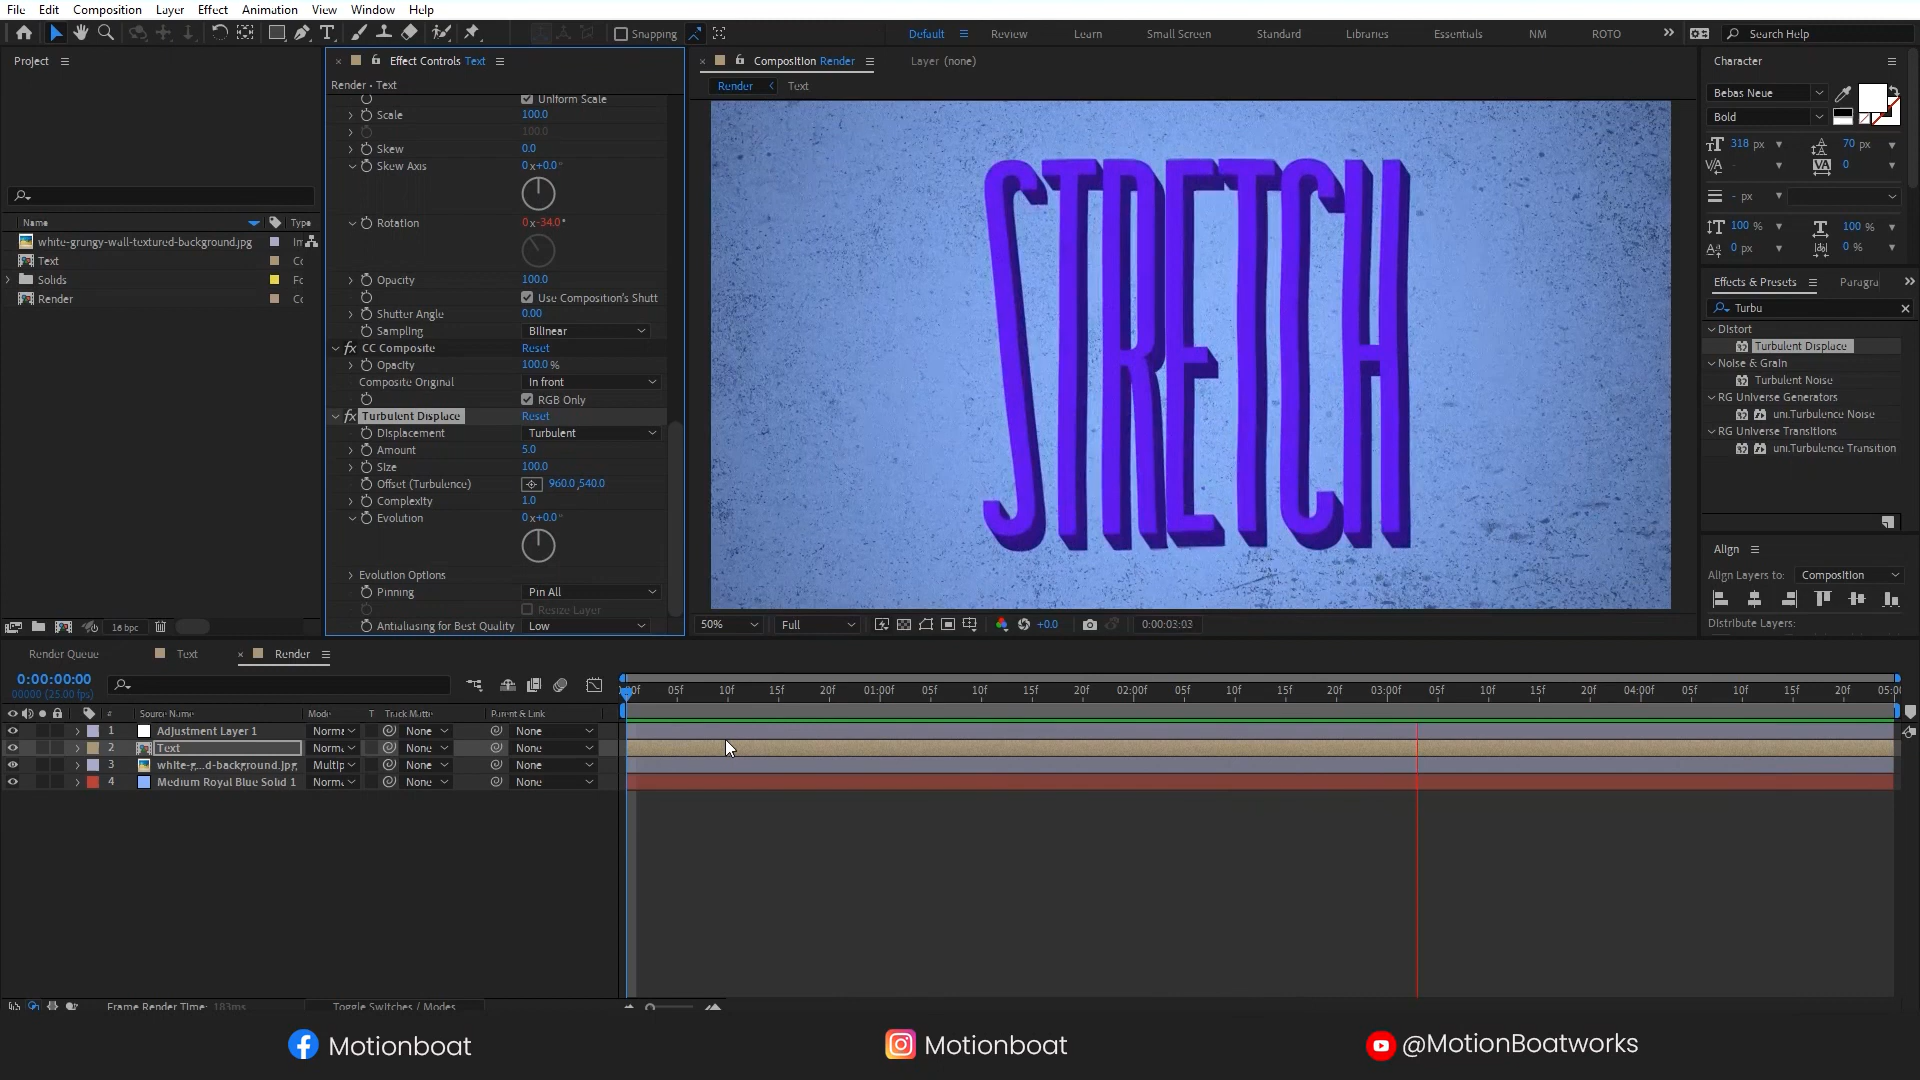 File Edit Composition Layer Effect Animation View Window Help
Snapping
Default Review Learn Small Screen Standard Libraries Essentials NM ROTO Search Help
Project
Name Type
white-grungy-wall-textured-background.jpg
Text
Solids
Render
16 bpc
Effect Controls Text
Render • Text
Uniform Scale
Scale 100.0
100.0
Skew 0.0
Skew Axis 0x+0.0°
Rotation 0x-34.0°
Opacity 100.0
Use Composition's Shutt
Shutter Angle 0.00
Sampling Bilinear
fx CC Composite Reset
Opacity 100.0 %
Composite Original In front
RGB Only
fx Turbulent Displace Reset
Displacement Turbulent
Amount 5.0
Size 100.0
Offset (Turbulence) 960.0,540.0
Complexity 1.0
Evolution 0x+0.0°
Evolution Options
Pinning Pin All
Resize Layer
Antialiasing for Best Quality Low
Composition Render Layer (none)
Render Text
STRETCH
50% Full +0.0 0:00:03:03
Character
Bebas Neue
Bold
318 px 70 px
0
- px
100 % 100 %
0 px 0 %
Effects & Presets Paragra
Turbu
Distort
Turbulent Displace
Noise & Grain
Turbulent Noise
RG Universe Generators
uni.Turbulence Noise
RG Universe Transitions
uni.Turbulence Transition
Align
Align Layers to: Composition
Distribute Layers:
Render Queue Text Render
0:00:00:00
00000 (25.00 fps)
05f 10f 15f 20f 01:00f 05f 10f 15f 20f 02:00f 05f 10f 15f 20f 03:00f 05f 10f 15f 20f 04:00f 05f 10f 15f 20f
# Source Name Mode T Track Matte Parent & Link
1 Adjustment Layer 1 Norma None None
2 Text Norma None None
3 white-g...d-background.jpg Multip None None
4 Medium Royal Blue Solid 1 Norma None None
Frame Render Time: 183ms Toggle Switches / Modes
Motionboat Motionboat @MotionBoatworks